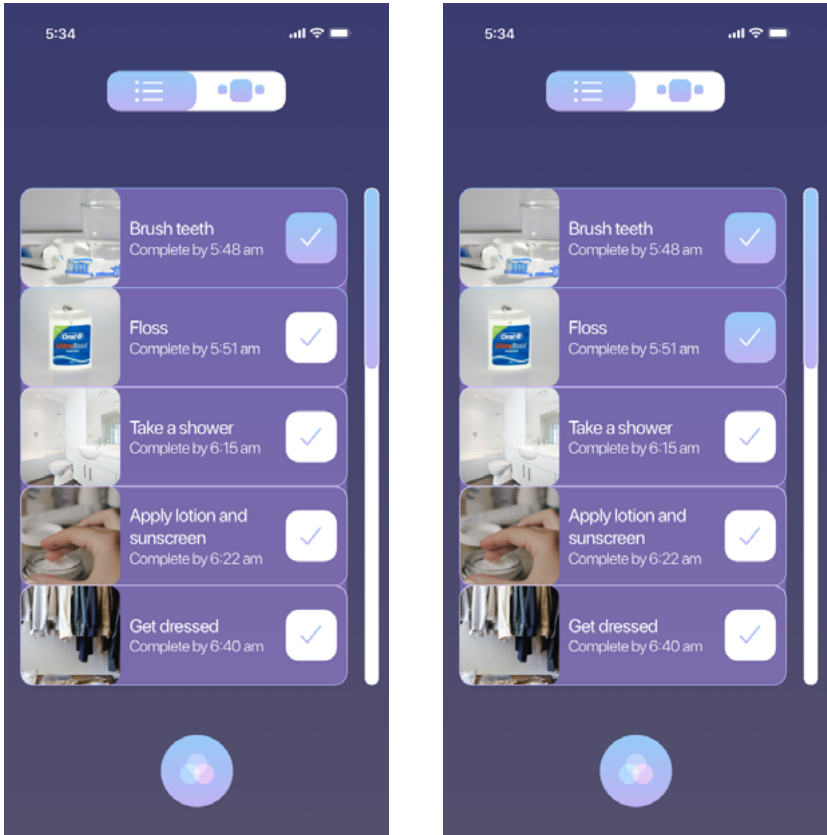 5:34
Brush teeth
Complete by 5:48 am
Oral-B
Floss
Complete by 5:51 am
Take a shower
Complete by 6:15 am
Apply lotion and
sunscreen
Complete by 6:22 am
Get dressed
Complete by 6:40 am
5:34
Brush teeth
Complete by 5:48 am
Oral-B
Floss
Complete by 5:51 am
Take a shower
Complete by 6:15 am
Apply lotion and
sunscreen
Complete by 6:22 am
Get dressed
Complete by 6:40 am